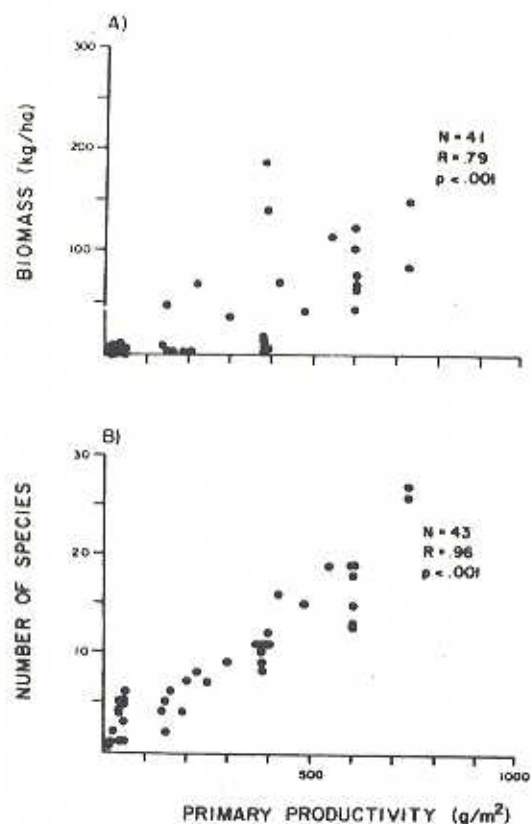 A)
300
200
100
BIOMASS (kg/ha)
N = 41
R = .79
p < .001
B)
30
20
10
NUMBER OF SPECIES
N = 43
R = .96
p < .001
500
1000
PRIMARY PRODUCTIVITY (g/m²)